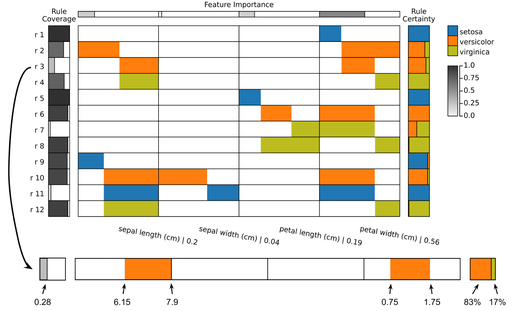 Feature Importance
Rule Coverage
Rule Certainty
r 1
r 2
r 3
r 4
r 5
r 6
r 7
r 8
r 9
r 10
r 11
r 12
setosa
versicolor
virginica
1.0
0.75
0.5
0.25
0.0
sepal length (cm) | 0.2
sepal width (cm) | 0.04
petal length (cm) | 0.19
petal width (cm) | 0.56
0.28
6.15
7.9
0.75
1.75
83%
17%